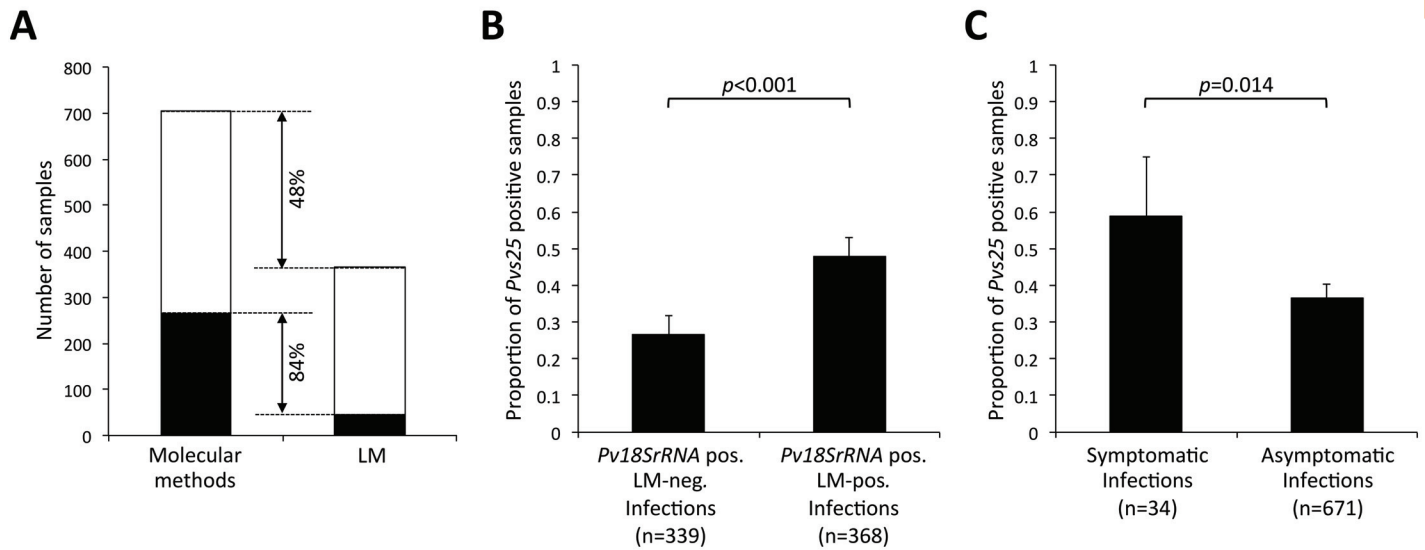 A
Number of samples
800
700
600
500
400
300
200
100
0
48%
84%
Molecular
methods
LM
B
Proportion of Pvs25 positive samples
1
0.9
0.8
0.7
0.6
0.5
0.4
0.3
0.2
0.1
0
p<0.001
Pv18SrRNA pos.
LM-neg.
Infections
(n=339)
Pv18SrRNA pos.
LM-pos.
Infections
(n=368)
C
Proportion of Pvs25 positive samples
1
0.9
0.8
0.7
0.6
0.5
0.4
0.3
0.2
0.1
0
p=0.014
Symptomatic
Infections
(n=34)
Asymptomatic
Infections
(n=671)